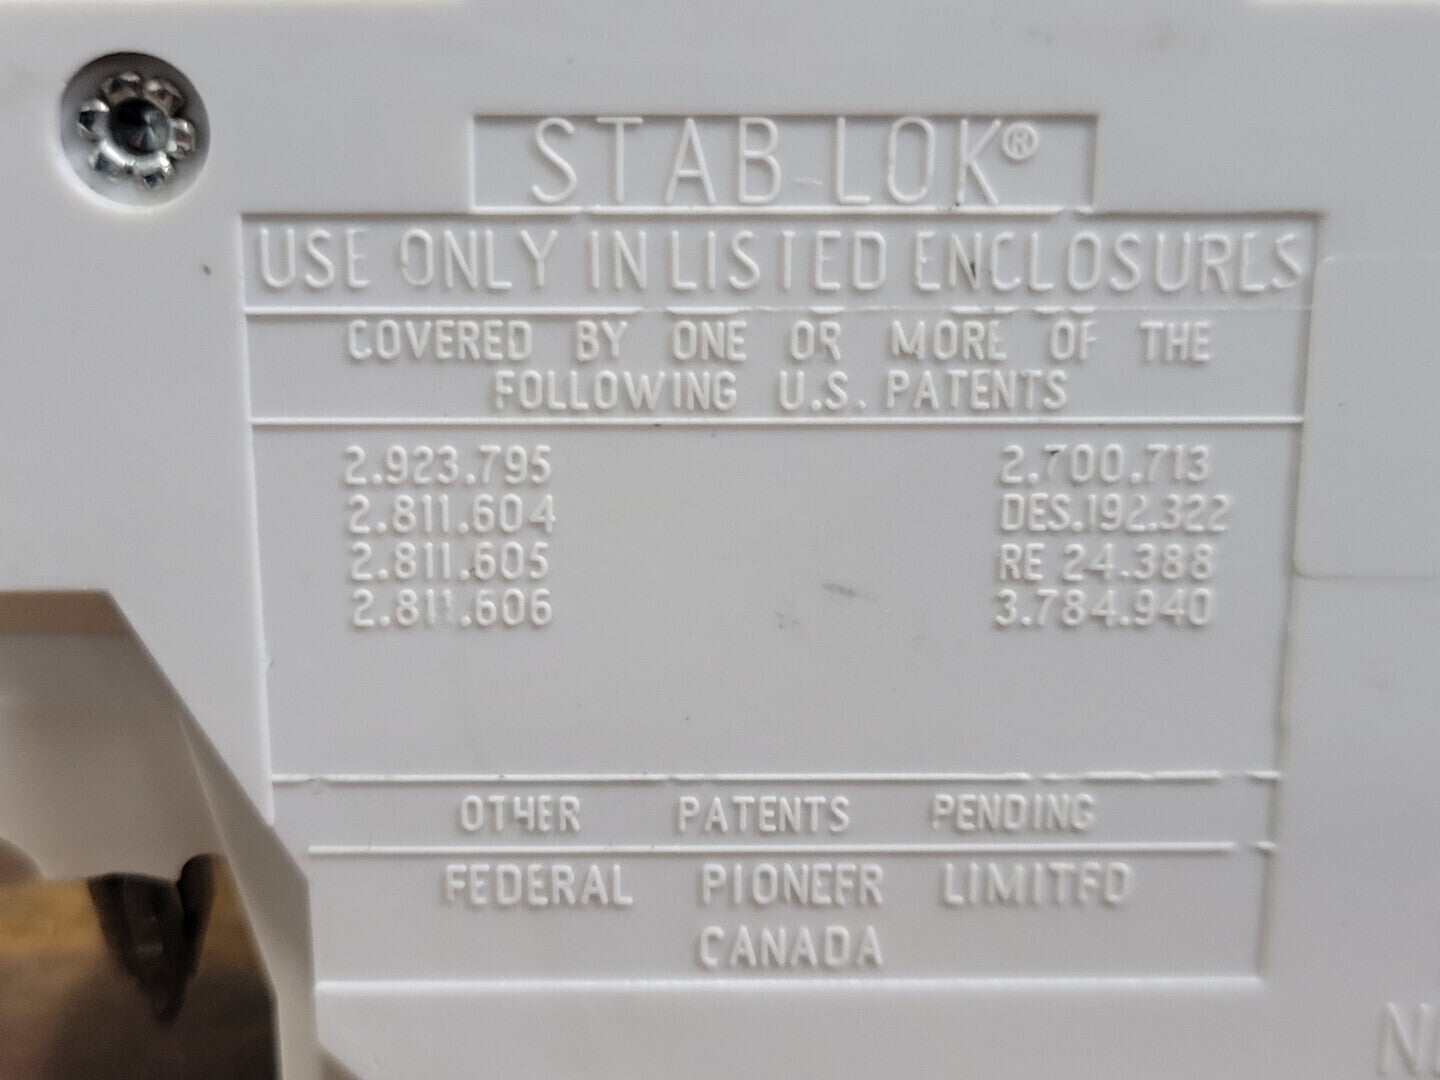 STAB-LOK®
USE ONLY IN LISTED ENCLOSURES
COVERED BY ONE OR MORE OF THE
FOLLOWING U.S. PATENTS
2.923.795 2.700.713
2.811.604 DES.192.322
2.811.605 RE 24.388
2.811.606 3.784.940
OTHER PATENTS PENDING
FEDERAL PIONEER LIMITED
CANADA